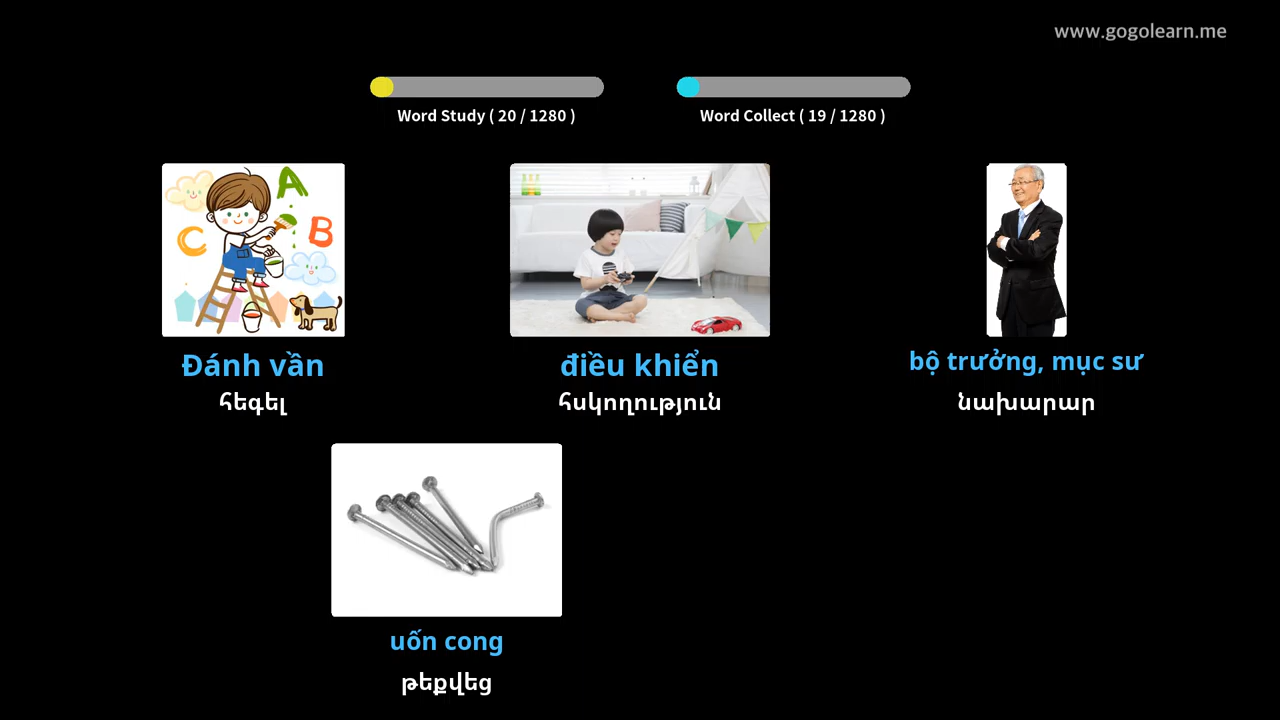 www.gogolearn.me
Word Study ( 20 / 1280 )
Word Collect ( 19 / 1280 )
A
B
C
Đánh vần
հեգել
điều khiển
հսկողություն
bộ trưởng, mục sư
նախարար
uốn cong
թեքվեց